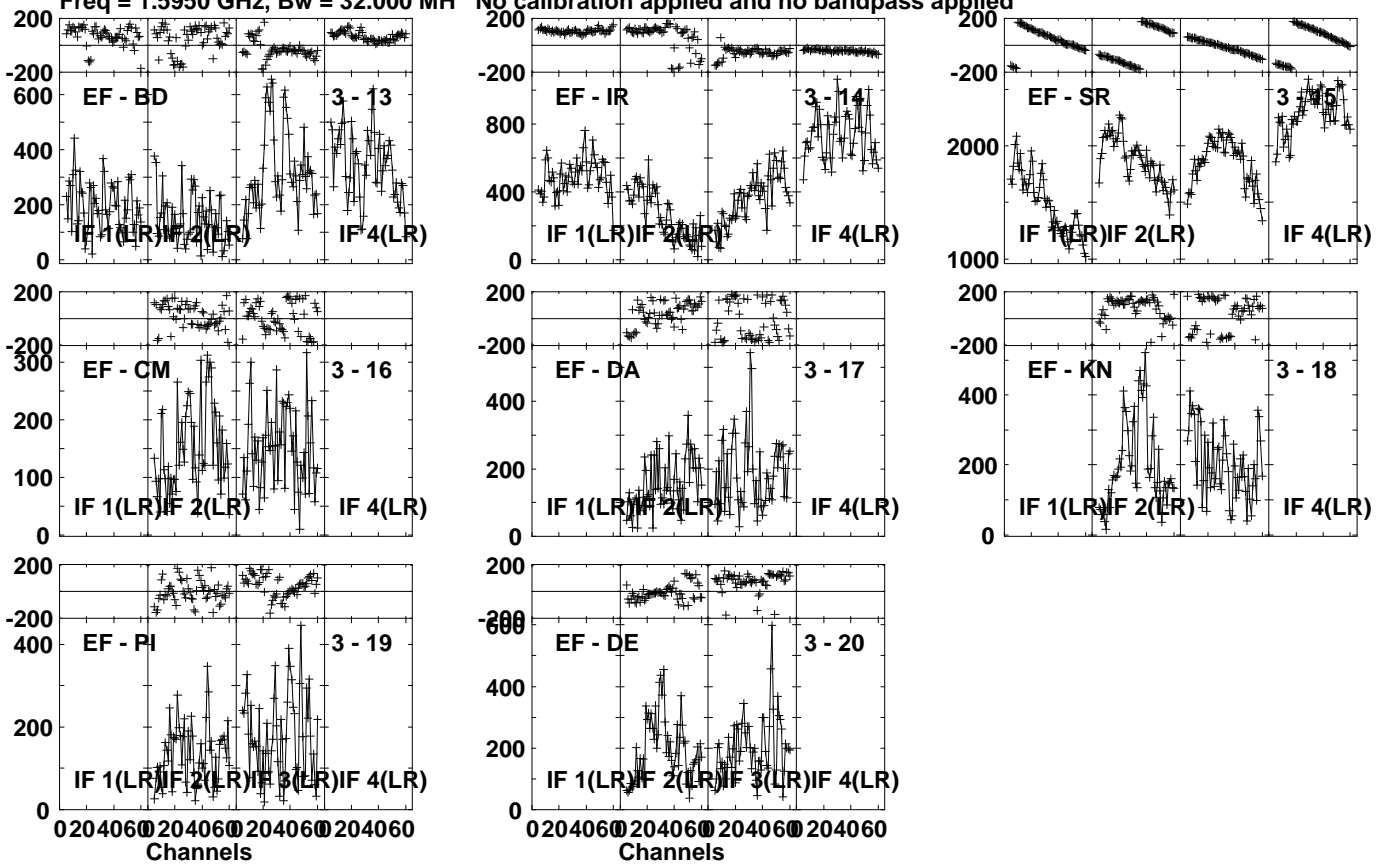 Freq = 1.5950 GHz, Bw = 32.000 MH No calibration applied and no bandpass applied
200
-200
600
400
200
0
EF - BD
3 - 13
IF 1(LR)
IF 2(LR)
IF 4(LR)
200
-200
800
400
0
EF - IR
3 - 14
IF 1(LR)
IF 2(LR)
IF 4(LR)
200
-200
2000
1000
EF - SR
3 - 15
IF 1(LR)
IF 2(LR)
IF 4(LR)
200
-200
300
200
100
0
EF - CM
3 - 16
IF 1(LR)
IF 2(LR)
IF 4(LR)
200
-200
400
200
0
EF - DA
3 - 17
IF 1(LR)
IF 2(LR)
IF 4(LR)
200
-200
400
200
0
EF - KN
3 - 18
IF 1(LR)
IF 2(LR)
IF 4(LR)
200
-200
400
200
0
EF - PI
3 - 19
IF 1(LR)
IF 2(LR)
IF 3(LR)
IF 4(LR)
0 20 40 60 0 20 40 60 0 20 40 60 0 20 40 60
Channels
200
-200
600
400
200
0
EF - DE
3 - 20
IF 1(LR)
IF 2(LR)
IF 3(LR)
IF 4(LR)
0 20 40 60 0 20 40 60 0 20 40 60 0 20 40 60
Channels